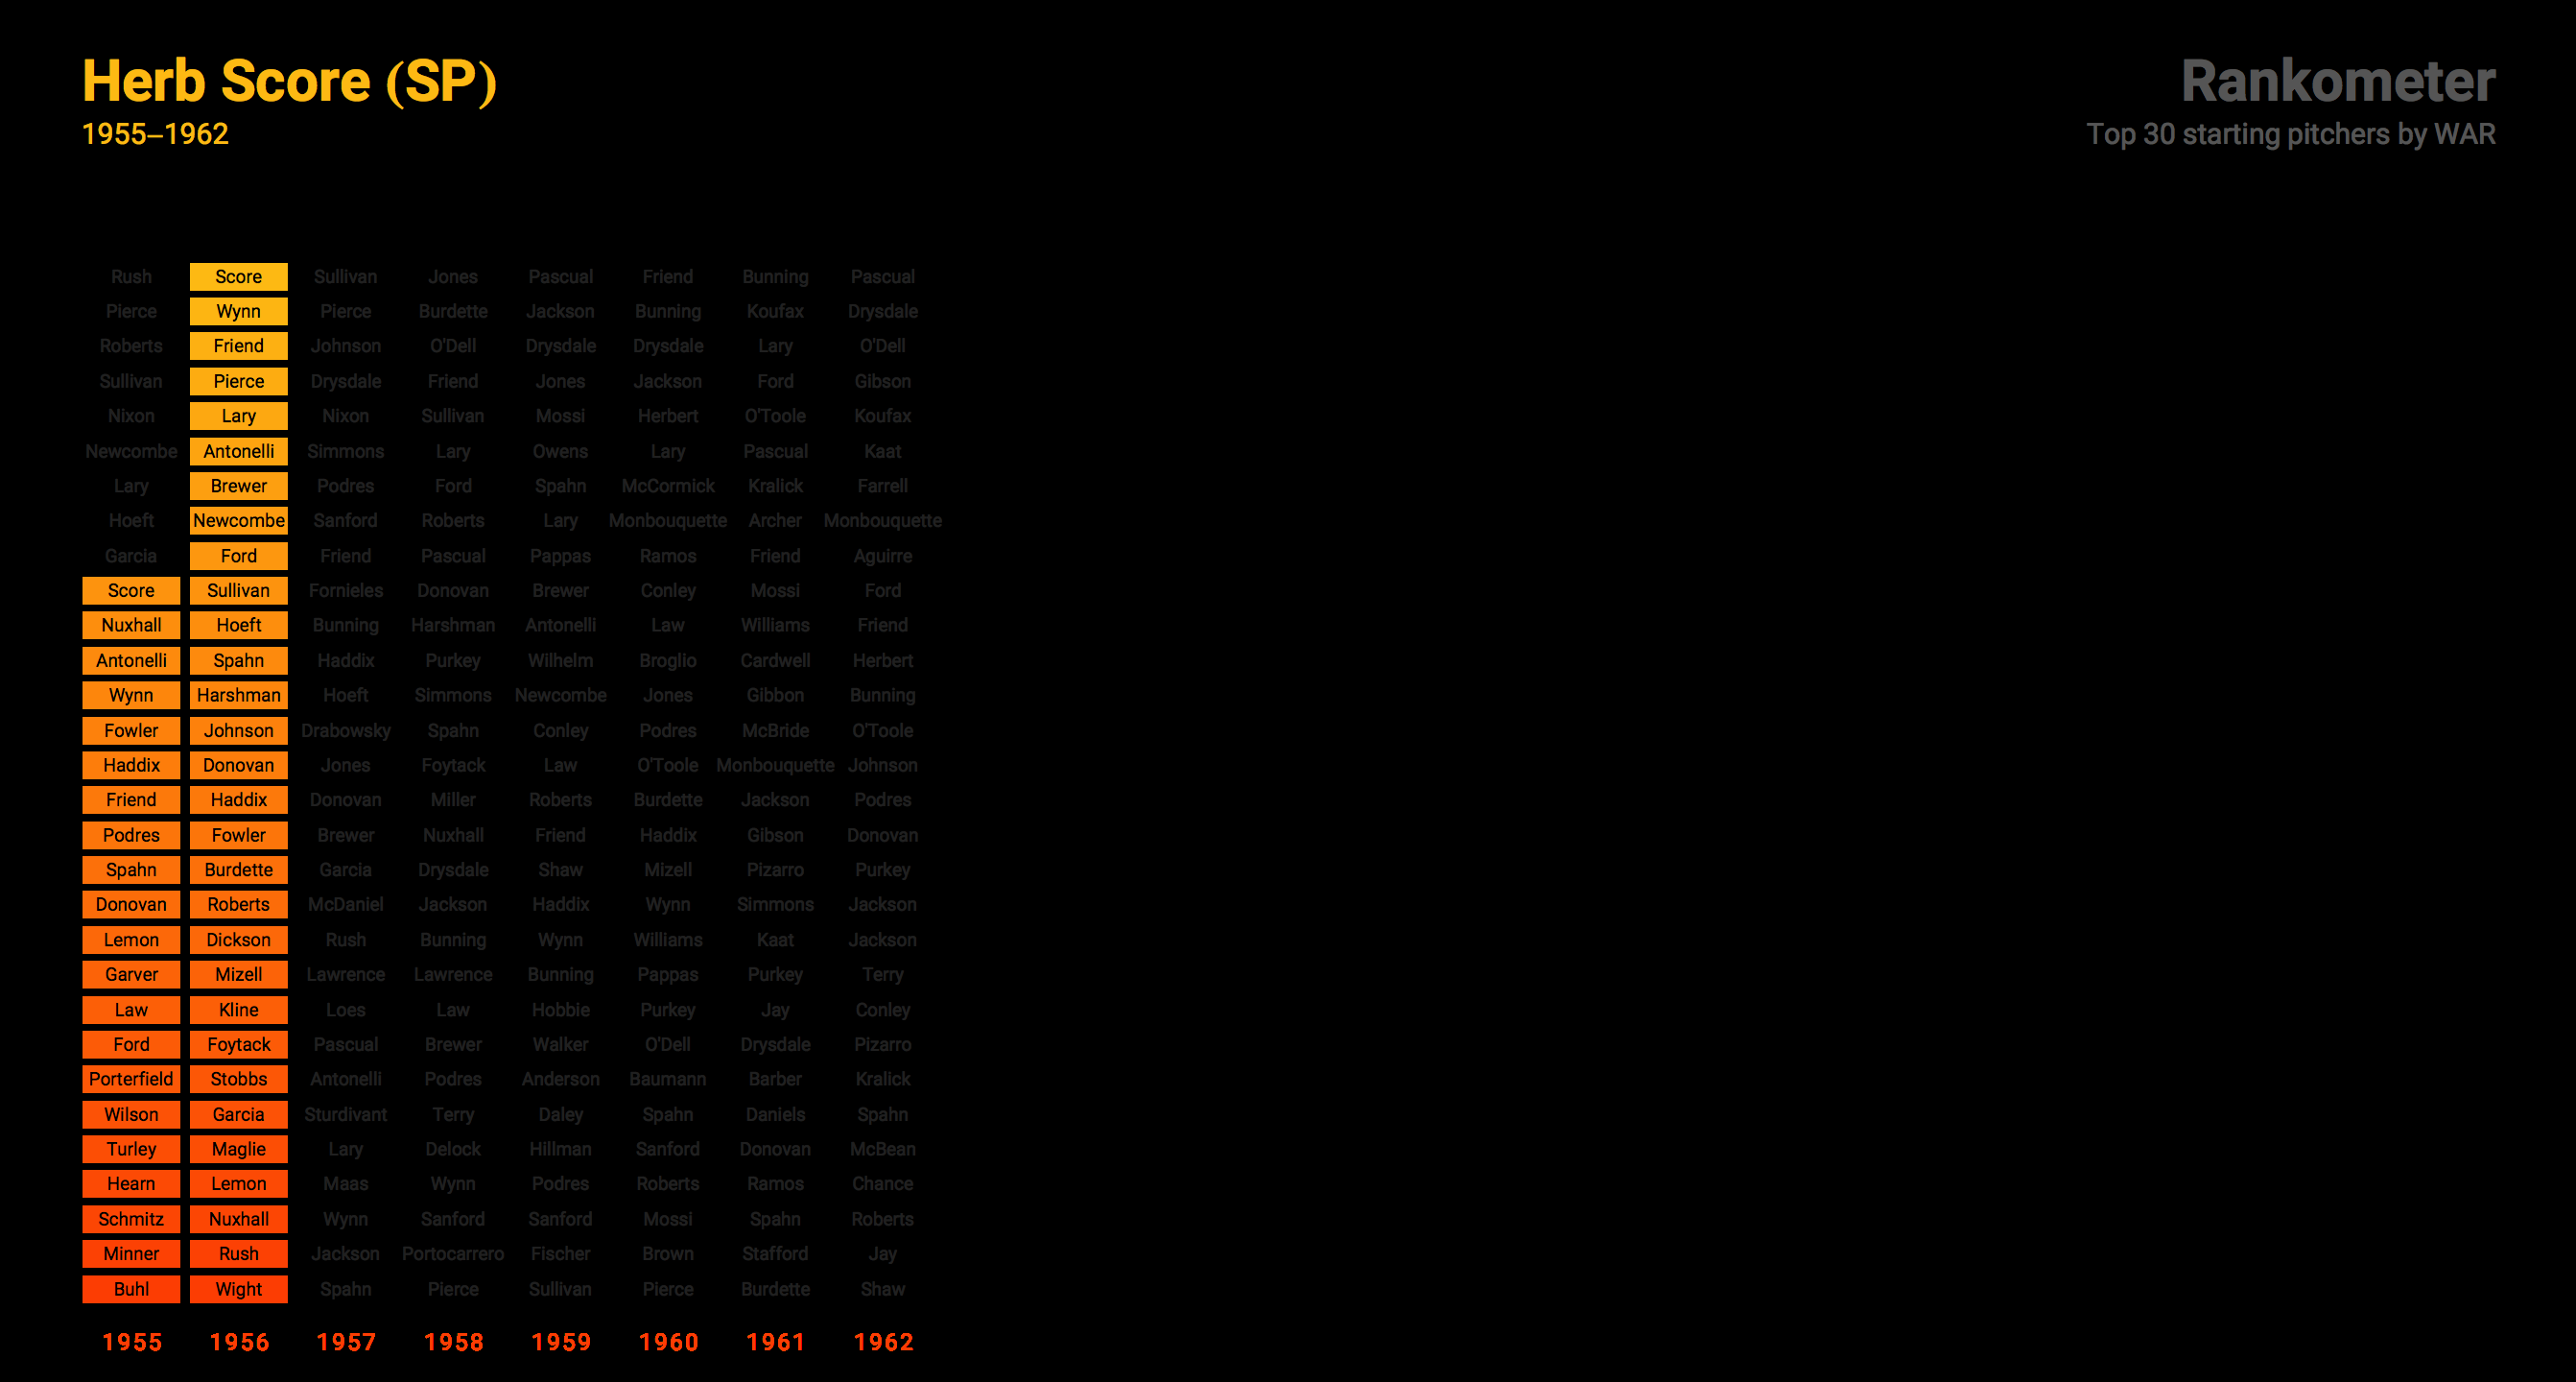 Herb Score (SP)
1955–1962
Rankometer
Top 30 starting pitchers by WAR
Rush Score Sullivan Jones Pascual Friend Bunning Pascual
Pierce Wynn Pierce Burdette Jackson Bunning Koufax Drysdale
Roberts Friend Johnson O'Dell Drysdale Drysdale Lary O'Dell
Sullivan Pierce Drysdale Friend Jones Jackson Ford Gibson
Nixon Lary Nixon Sullivan Mossi Herbert O'Toole Koufax
Newcombe Antonelli Simmons Lary Owens Lary Pascual Kaat
Lary Brewer Podres Ford Spahn McCormick Kralick Farrell
Hoeft Newcombe Sanford Roberts Lary Monbouquette Archer Monbouquette
Garcia Ford Friend Pascual Pappas Ramos Friend Aguirre
Score Sullivan Fornieles Donovan Brewer Conley Mossi Ford
Nuxhall Hoeft Bunning Harshman Antonelli Law Williams Friend
Antonelli Spahn Haddix Purkey Wilhelm Broglio Cardwell Herbert
Wynn Harshman Hoeft Simmons Newcombe Jones Gibbon Bunning
Fowler Johnson Drabowsky Spahn Conley Podres McBride O'Toole
Haddix Donovan Jones Foytack Law O'Toole Monbouquette Johnson
Friend Haddix Donovan Miller Roberts Burdette Jackson Podres
Podres Fowler Brewer Nuxhall Friend Haddix Gibson Donovan
Spahn Burdette Garcia Drysdale Shaw Mizell Pizarro Purkey
Donovan Roberts McDaniel Jackson Haddix Wynn Simmons Jackson
Lemon Dickson Rush Bunning Wynn Williams Kaat Jackson
Garver Mizell Lawrence Lawrence Bunning Pappas Purkey Terry
Law Kline Loes Law Hobbie Purkey Jay Conley
Ford Foytack Pascual Brewer Walker O'Dell Drysdale Pizarro
Porterfield Stobbs Antonelli Podres Anderson Baumann Barber Kralick
Wilson Garcia Sturdivant Terry Daley Spahn Daniels Spahn
Turley Maglie Lary Delock Hillman Sanford Donovan McBean
Hearn Lemon Maas Wynn Podres Roberts Ramos Chance
Schmitz Nuxhall Wynn Sanford Sanford Mossi Spahn Roberts
Minner Rush Jackson Portocarrero Fischer Brown Stafford Jay
Buhl Wight Spahn Pierce Sullivan Pierce Burdette Shaw
1955 1956 1957 1958 1959 1960 1961 1962